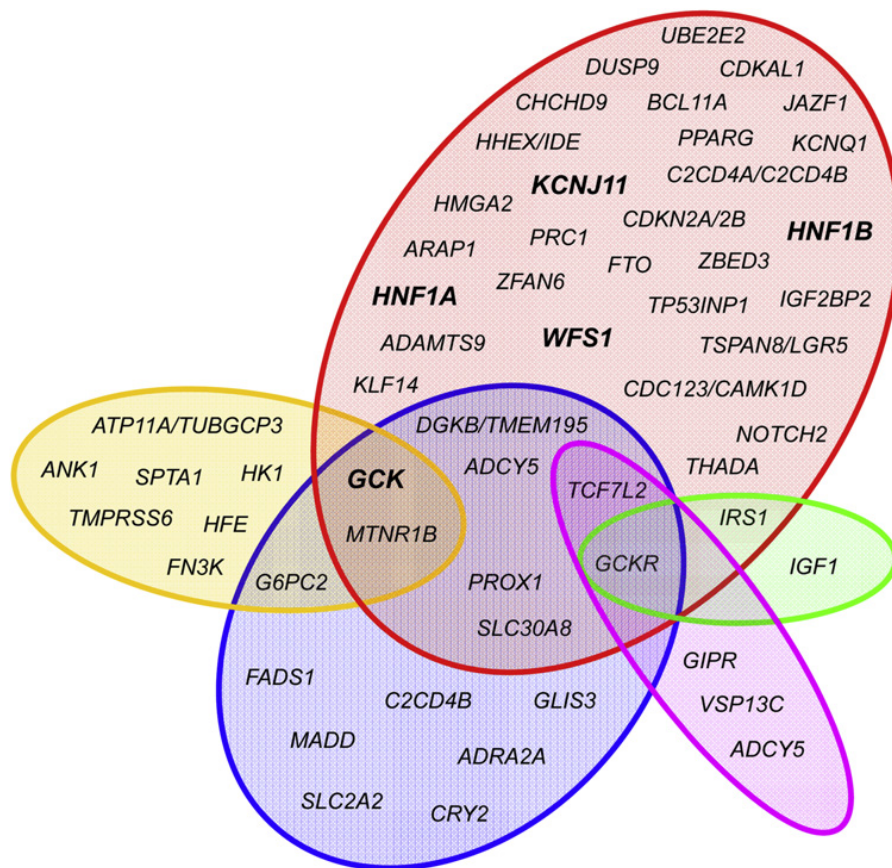 UBE2E2
DUSP9
CDKAL1
CHCHD9
BCL11A
JAZF1
HHEX/IDE
PPARG
KCNQ1
KCNJ11
C2CD4A/C2CD4B
HMGA2
CDKN2A/2B
HNF1B
ARAP1
PRC1
FTO
ZBED3
ZFAN6
HNF1A
TP53INP1
IGF2BP2
ADAMTS9
WFS1
TSPAN8/LGR5
KLF14
CDC123/CAMK1D
ATP11A/TUBGCP3
DGKB/TMEM195
NOTCH2
ANK1
SPTA1
HK1
GCK
ADCY5
THADA
TCF7L2
TMPRSS6
HFE
MTNR1B
IRS1
FN3K
G6PC2
PROX1
GCKR
IGF1
SLC30A8
FADS1
C2CD4B
GLIS3
GIPR
VSP13C
MADD
ADRA2A
ADCY5
SLC2A2
CRY2